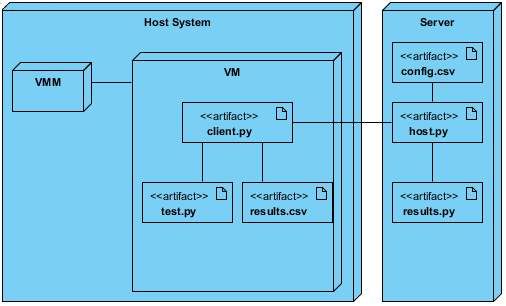 Host System
Server
VMM
VM
<<artifact>>
config.csv
<<artifact>>
client.py
<<artifact>>
host.py
<<artifact>>
test.py
<<artifact>>
results.csv
<<artifact>>
results.py